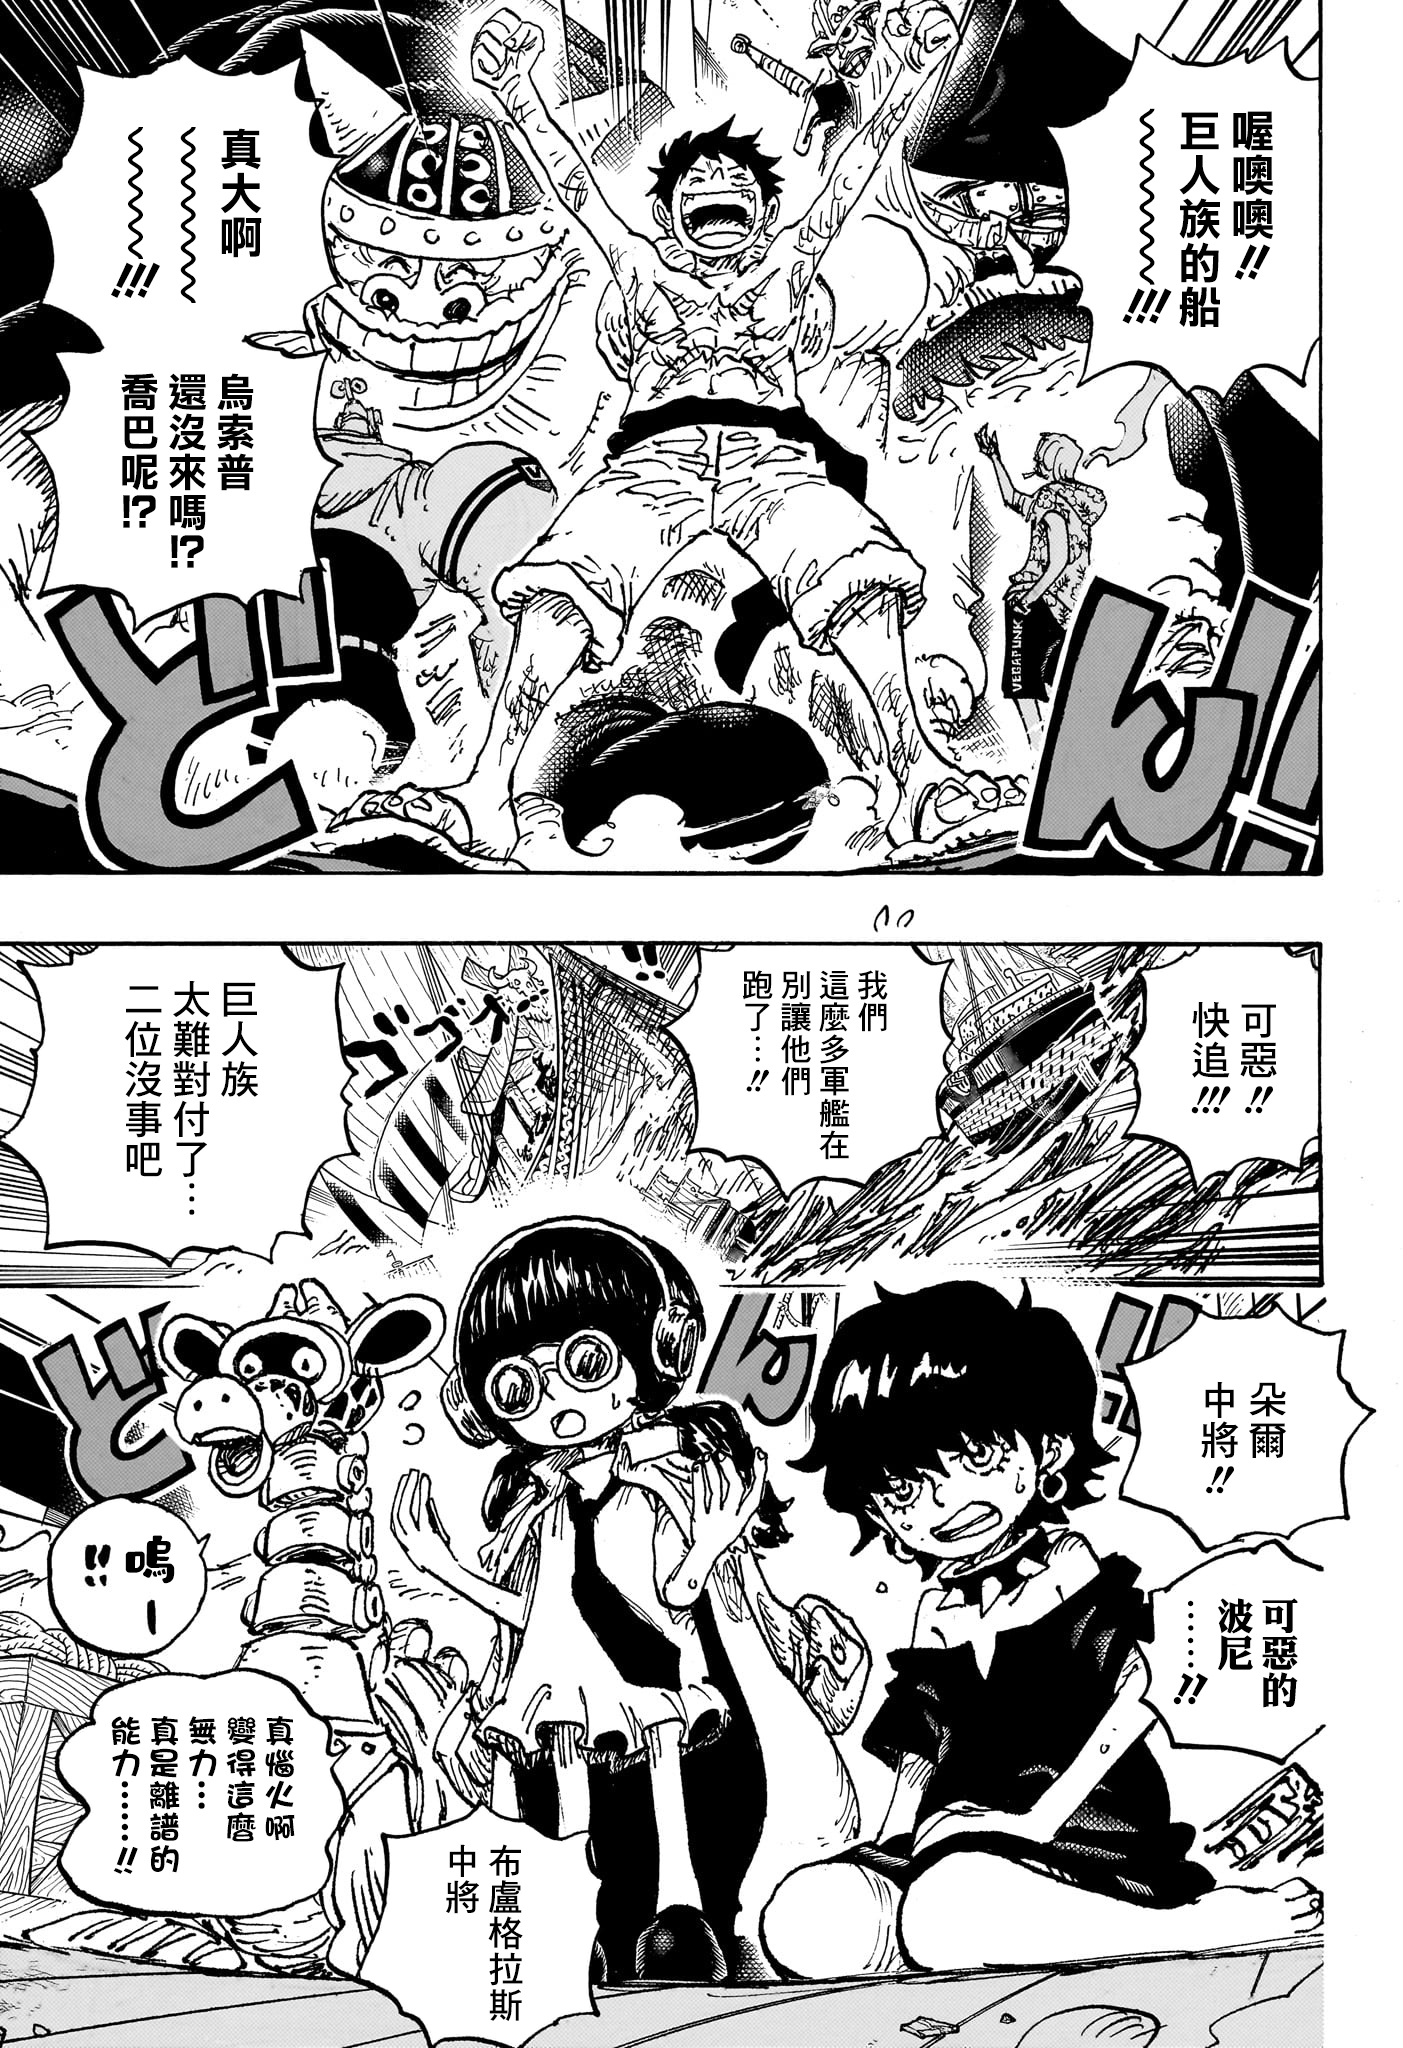 喔噢噢!!
巨人族的船
〜〜〜〜!!!
真大啊
〜〜〜〜
〜〜〜〜!!!
烏索普
還沒來嗎!?
喬巴呢!?
VEGAPUNK
どん!!
可惡!!
快追!!!
我們
這麼多軍艦在
別讓他們
跑了…!!
ゴゴオ…
!!
巨人族
太難對付了…
二位沒事吧
朵爾
中將!!
可惡的
波尼
……!!
どん!!
嗚
ー
!!
真惱火啊
變得這麼
無力…
真是離譜的
能力……!!
布盧格拉斯
中將